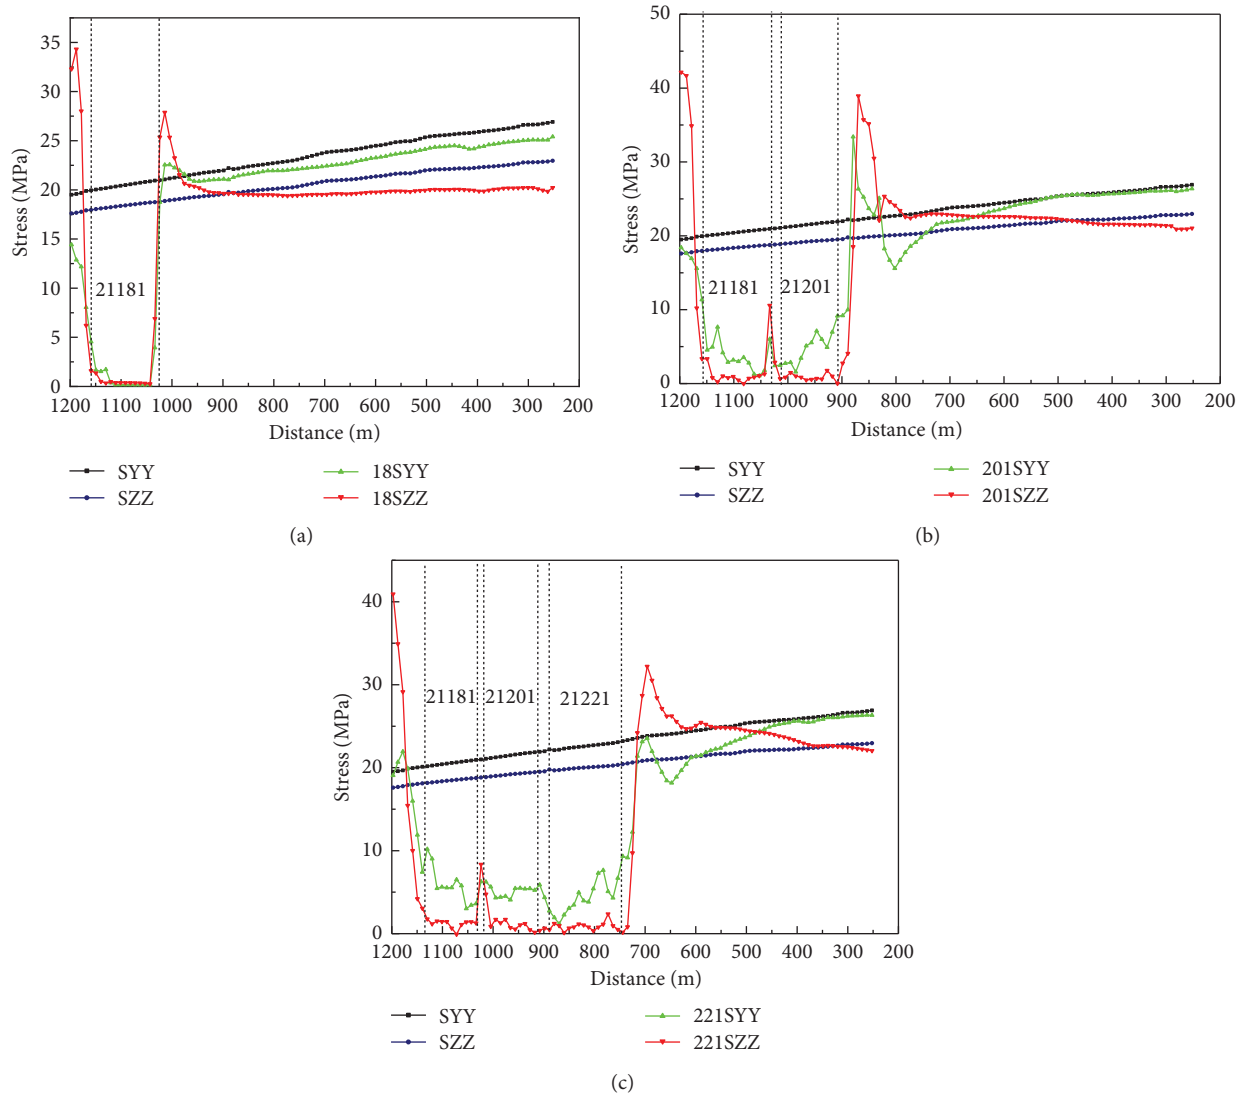 35
30
25
20
15
10
5
0
Stress (MPa)
21181
1200 1100 1000 900 800 700 600 500 400 300 200
Distance (m)
SYY
SZZ
18SYY
18SZZ
(a)
50
40
30
20
10
0
Stress (MPa)
21181
21201
1200 1100 1000 900 800 700 600 500 400 300 200
Distance (m)
SYY
SZZ
201SYY
201SZZ
(b)
40
30
20
10
0
Stress (MPa)
21181
21201
21221
1200 1100 1000 900 800 700 600 500 400 300 200
Distance (m)
SYY
SZZ
221SYY
221SZZ
(c)